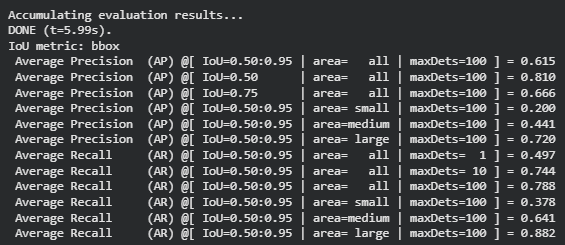 Accumulating evaluation results...
DONE (t=5.99s).
IoU metric: bbox
 Average Precision  (AP) @[ IoU=0.50:0.95 | area=   all | maxDets=100 ] = 0.615
 Average Precision  (AP) @[ IoU=0.50      | area=   all | maxDets=100 ] = 0.810
 Average Precision  (AP) @[ IoU=0.75      | area=   all | maxDets=100 ] = 0.666
 Average Precision  (AP) @[ IoU=0.50:0.95 | area= small | maxDets=100 ] = 0.200
 Average Precision  (AP) @[ IoU=0.50:0.95 | area=medium | maxDets=100 ] = 0.441
 Average Precision  (AP) @[ IoU=0.50:0.95 | area= large | maxDets=100 ] = 0.720
 Average Recall     (AR) @[ IoU=0.50:0.95 | area=   all | maxDets=  1 ] = 0.497
 Average Recall     (AR) @[ IoU=0.50:0.95 | area=   all | maxDets= 10 ] = 0.744
 Average Recall     (AR) @[ IoU=0.50:0.95 | area=   all | maxDets=100 ] = 0.788
 Average Recall     (AR) @[ IoU=0.50:0.95 | area= small | maxDets=100 ] = 0.378
 Average Recall     (AR) @[ IoU=0.50:0.95 | area=medium | maxDets=100 ] = 0.641
 Average Recall     (AR) @[ IoU=0.50:0.95 | area= large | maxDets=100 ] = 0.882